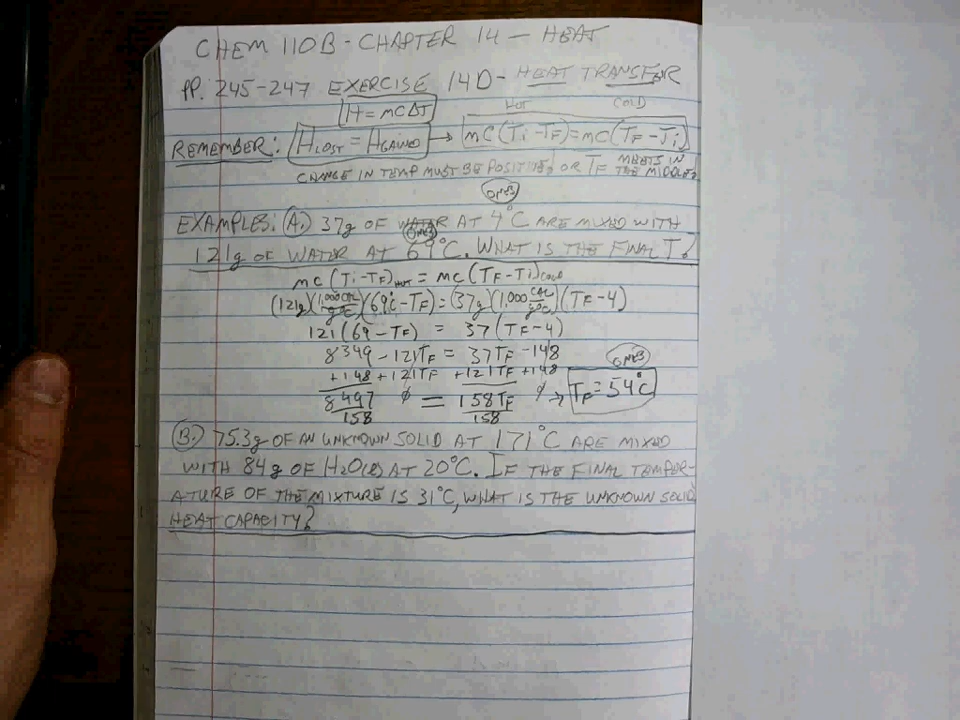 CHEM 110B - CHAPTER 14 - HEAT
PP. 245-247 EXERCISE 14D - HEAT TRANSFER
H = mCΔT
HOT COLD
REMEMBER: H LOST = H GAINED → mC(Ti - TF) = mC(TF - Ti)
CHANGE IN TEMP MUST BE POSITIVE, OR TF MEETS IN THE MIDDLE!
ONES
EXAMPLES: A. 37g OF WATER AT 4°C ARE MIXED WITH
ONES
121g OF WATER AT 69°C. WHAT IS THE FINAL T?
mC(Ti - TF)HOT = mC(TF - Ti)COLD
(121g)(1.000 CAL/g°C)(69°C - TF) = (37g)(1.000 CAL/g°C)(TF - 4)
121(69 - TF) = 37(TF - 4)
8349 - 121TF = 37TF - 148
+148 + 121TF +121TF +148
ONES
8497 ϕ = 158TF ϕ → TF = 54°C
158 158
B. 75.3g OF AN UNKNOWN SOLID AT 171°C ARE MIXED
WITH 84g OF H2O(l) AT 20°C. IF THE FINAL TEMPER-
ATURE OF THE MIXTURE IS 31°C, WHAT IS THE UNKNOWN SOLID
HEAT CAPACITY?